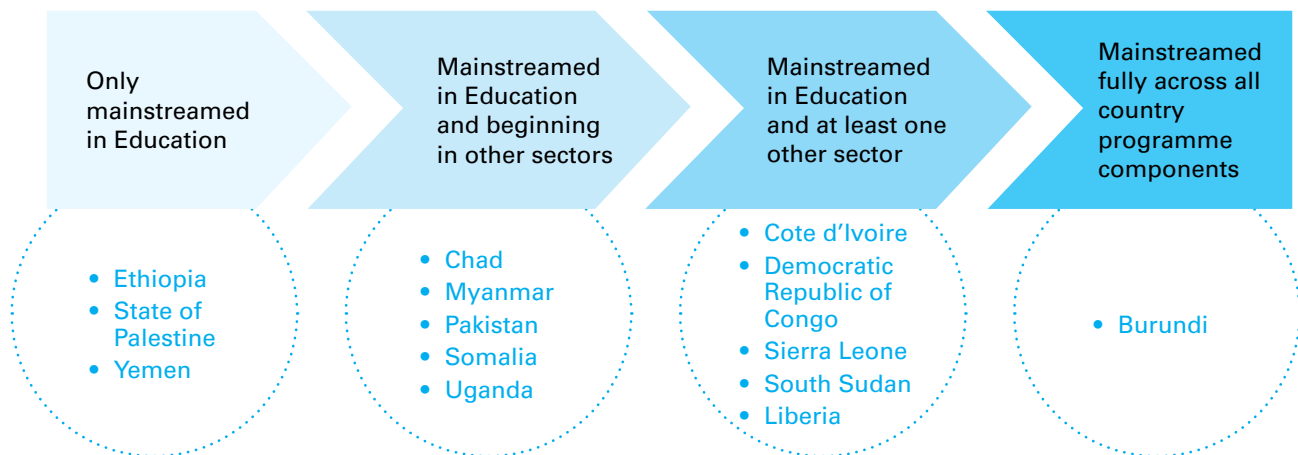 Only
mainstreamed
in Education
Mainstreamed
in Education
and beginning
in other sectors
Mainstreamed
in Education
and at least one
other sector
Mainstreamed
fully across all
country
programme
components
• Ethiopia
• State of
Palestine
• Yemen
• Chad
• Myanmar
• Pakistan
• Somalia
• Uganda
• Cote d’Ivoire
• Democratic
Republic of
Congo
• Sierra Leone
• South Sudan
• Liberia
• Burundi